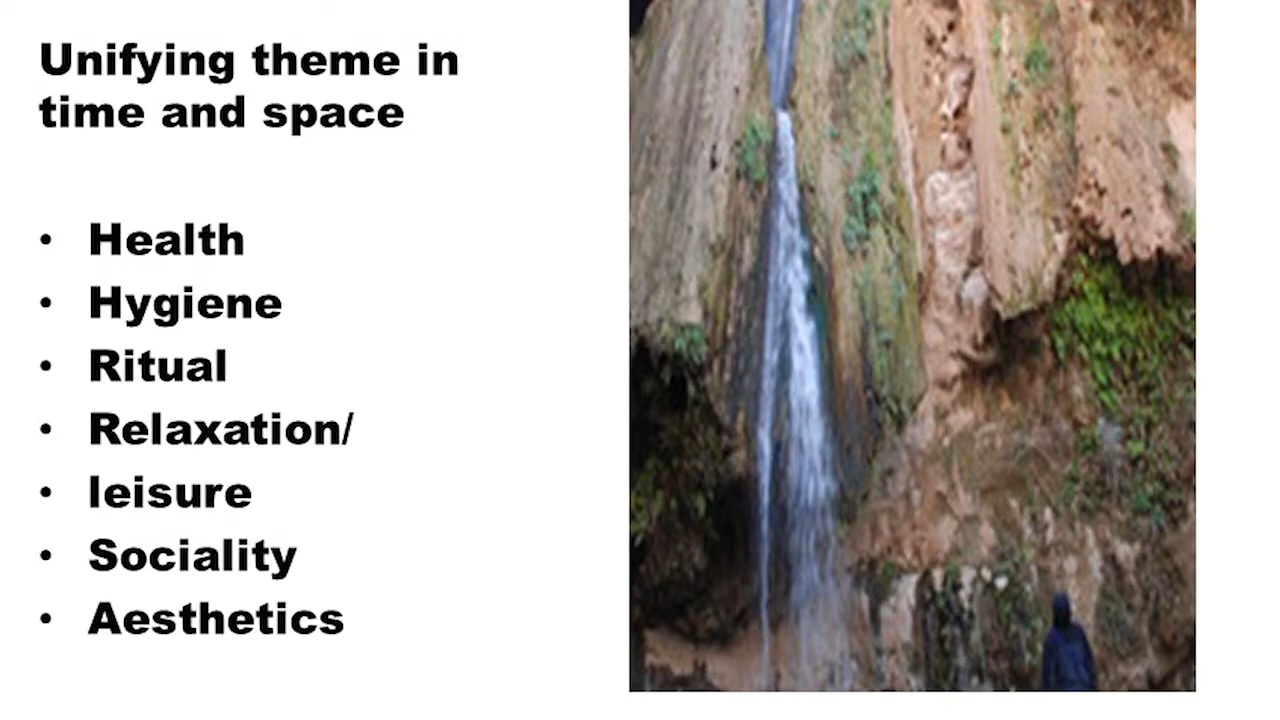 Unifying theme in
time and space
• Health
• Hygiene
• Ritual
• Relaxation/
• leisure
• Sociality
• Aesthetics